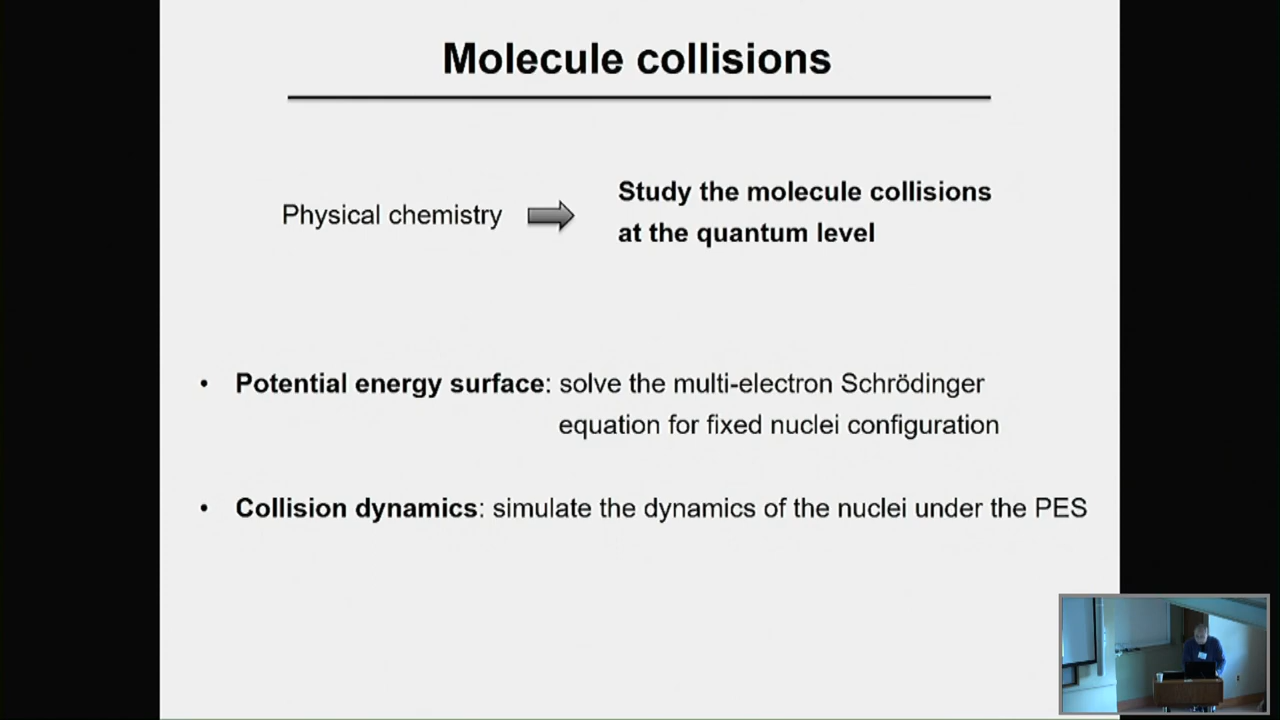 Molecule collisions
Physical chemistry
Study the molecule collisions
at the quantum level
• Potential energy surface: solve the multi-electron Schrödinger
equation for fixed nuclei configuration
• Collision dynamics: simulate the dynamics of the nuclei under the PES